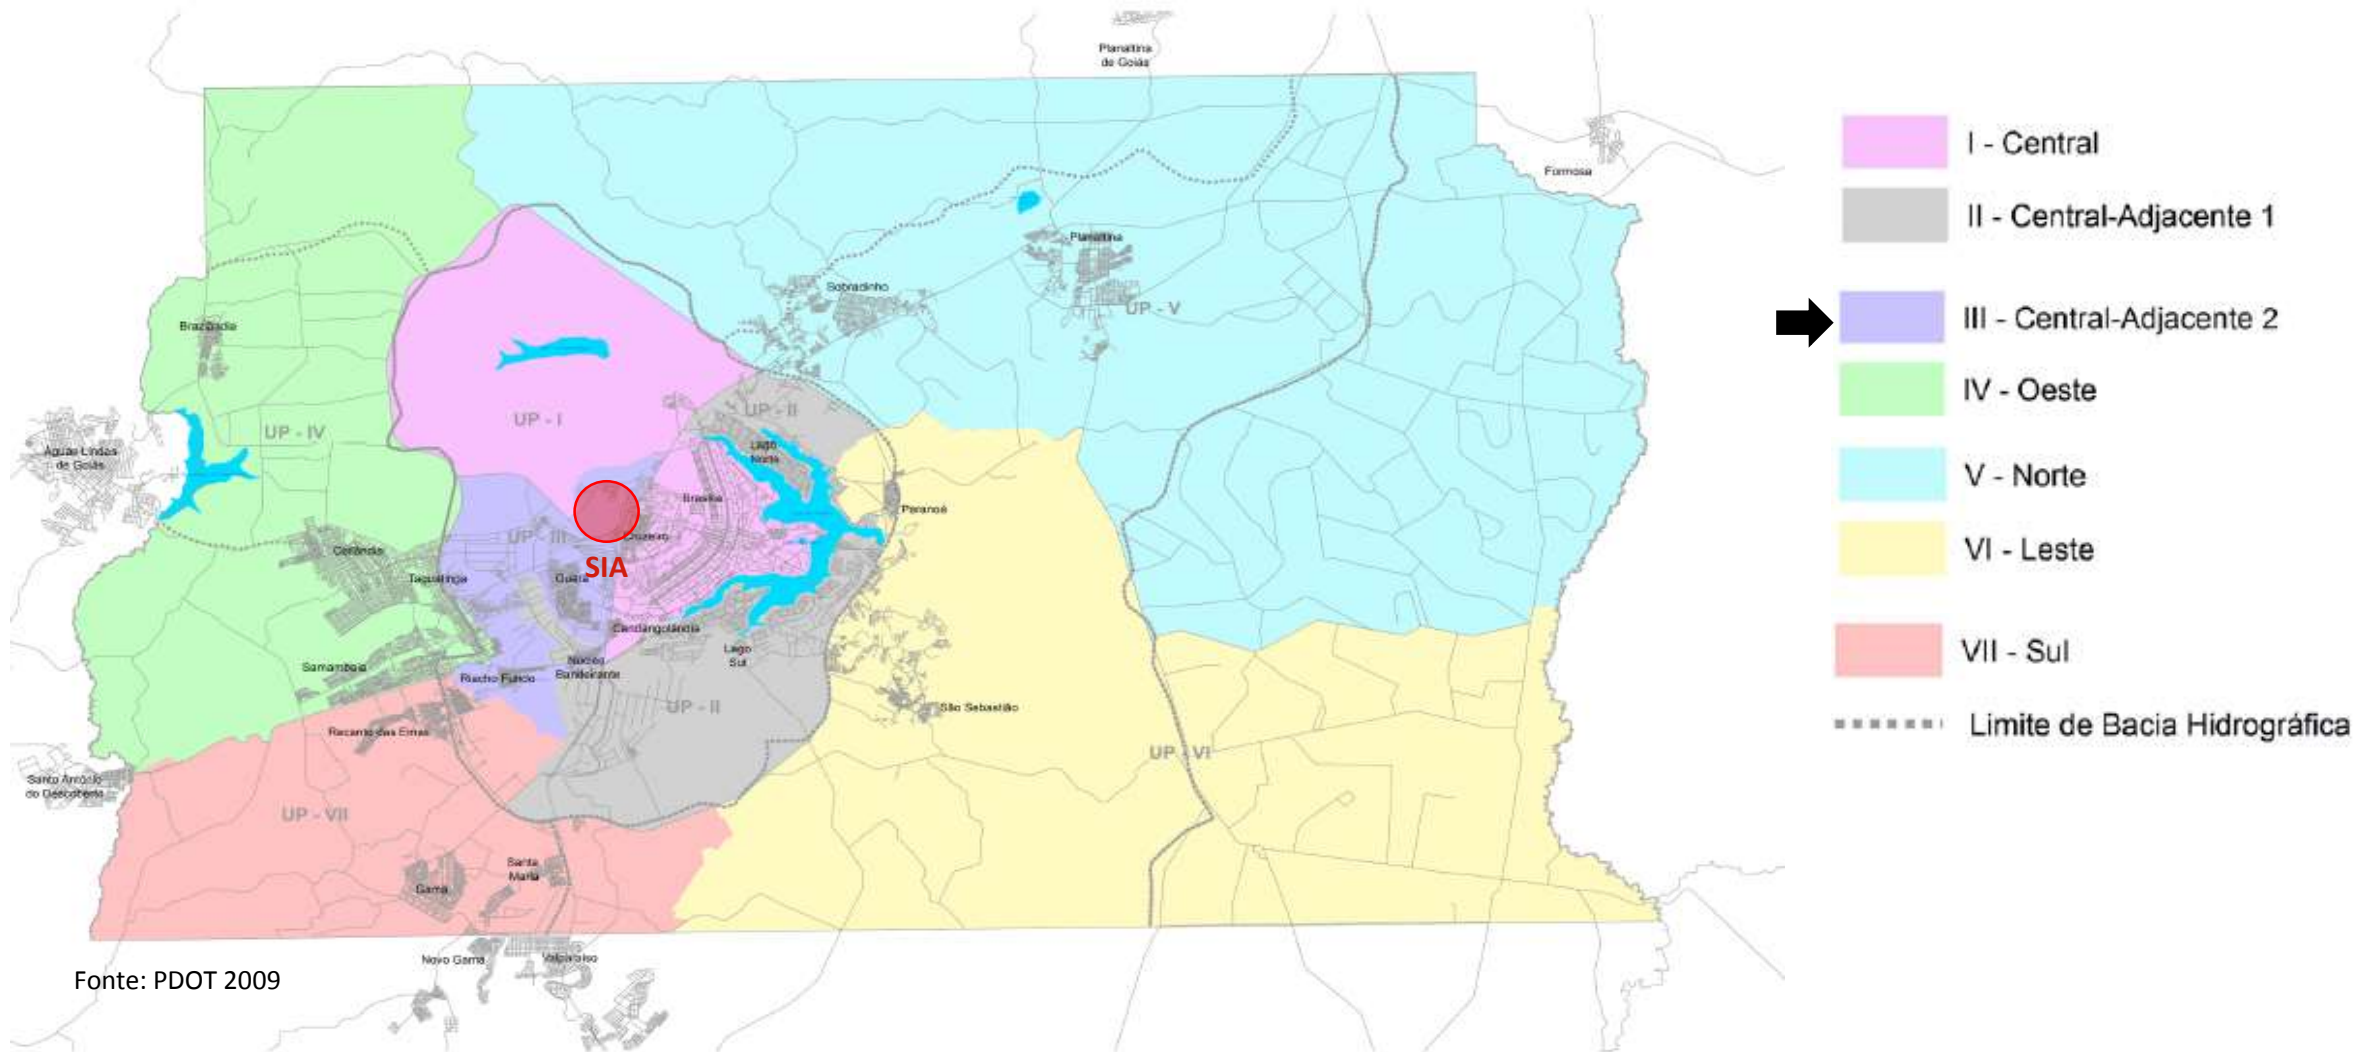 Planaltina
de Goiás
Formosa
I - Central
II - Central-Adjacente 1
III - Central-Adjacente 2
IV - Oeste
V - Norte
VI - Leste
VII - Sul
Limite de Bacia Hidrográfica
Planaltina
Sobradinho
UP - V
Brazlândia
UP - I
UP - II
UP - IV
Lago
Norte
Águas Lindas
de Goiás
Brasília
Paranoá
UP - III
Cruzeiro
Ceilândia
SIA
Taguatinga
Guará
Candangolândia
Lago
Sul
Núcleo
Bandeirante
Samambaia
Riacho Fundo
UP - II
São Sebastião
Recanto das Emas
UP - VI
Santo Antônio
do Descoberto
UP - VII
Santa
Maria
Gama
Novo Gama
Valparaíso
Fonte: PDOT 2009